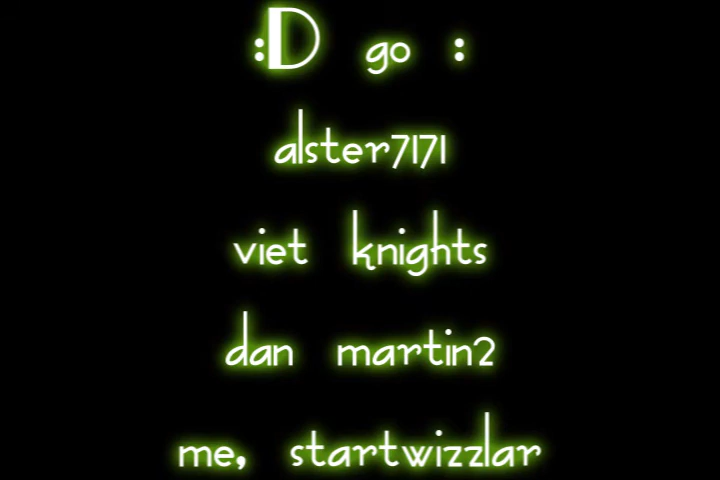 :D go :
alster7171
viet knights
dan martin2
me, startwizzlar